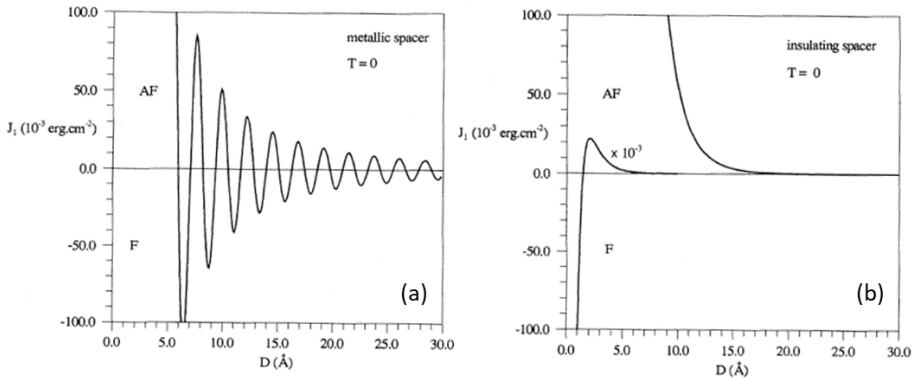 100.0
metallic spacer
T = 0
50.0
AF
J₁ (10⁻³ erg.cm⁻²)
0.0
F
-50.0
(a)
-100.0
0.0 5.0 10.0 15.0 20.0 25.0 30.0
D (Å)
100.0
insulating spacer
T = 0
50.0
AF
J₁ (10⁻³ erg.cm⁻²)
x 10⁻³
0.0
F
-50.0
(b)
-100.0
0.0 5.0 10.0 15.0 20.0 25.0 30.0
D (Å)